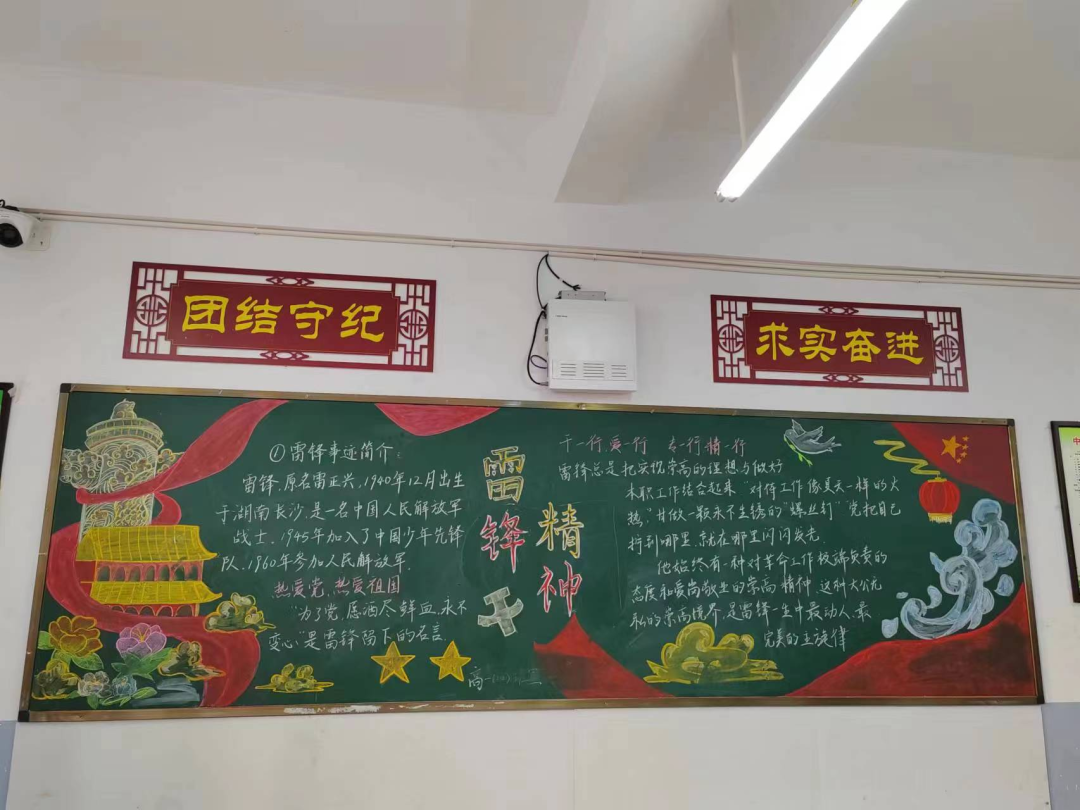 团结守纪
求实奋进
①雷锋事迹简介:
雷锋,原名雷正兴,1940年12月出生
于湖南长沙,是一名中国人民解放军
战士、1945年加入了中国少年先锋
队、1960年参加人民解放军.
热爱党,热爱祖国
"为了党,愿洒尽鲜血,永不
变心"是雷锋留下的名言
雷锋
精神
干一行爱一行 专一行精一行
雷锋总是把实现崇高的理想与做好
本职工作结合起来"对待工作像夏天一样的火
热","甘做一颗永不生锈的"螺丝钉"
哪里,就在哪里闪闪发光.
他始终有一种对革命工作极端负责的
态度和爱岗敬业的崇高精神,这种大公无
私的崇高境界,是雷锋一生中最动人、最
完美的主旋律
高一